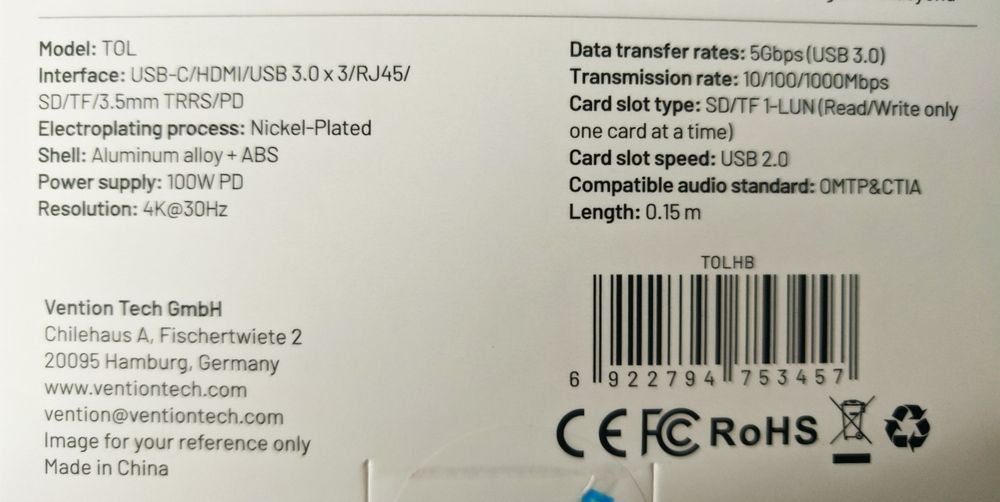 Model: TOL
Interface: USB-C/HDMI/USB 3.0 x 3/RJ45/
SD/TF/3.5mm TRRS/PD
Electroplating process: Nickel-Plated
Shell: Aluminum alloy + ABS
Power supply: 100W PD
Resolution: 4K@30Hz
Data transfer rates: 5Gbps (USB 3.0)
Transmission rate: 10/100/1000Mbps
Card slot type: SD/TF 1-LUN (Read/Write only
one card at a time)
Card slot speed: USB 2.0
Compatible audio standard: OMTP&CTIA
Length: 0.15 m
Vention Tech GmbH
Chilehaus A, Fischertwiete 2
20095 Hamburg, Germany
www.ventiontech.com
vention@ventiontech.com
Image for your reference only
Made in China
TOLHB
6 922794 753457
CE FC RoHS